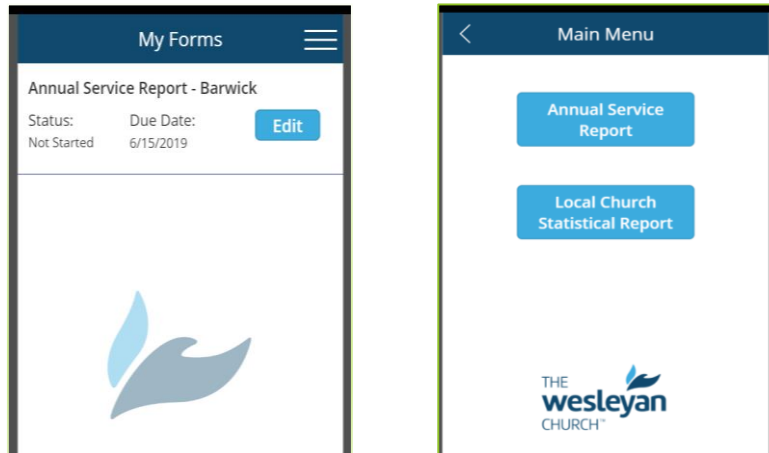 My Forms
Annual Service Report - Barwick
Status: Due Date:
Not Started 6/15/2019
Edit
Main Menu
Annual Service
Report
Local Church
Statistical Report
THE
wesleyan
CHURCH™